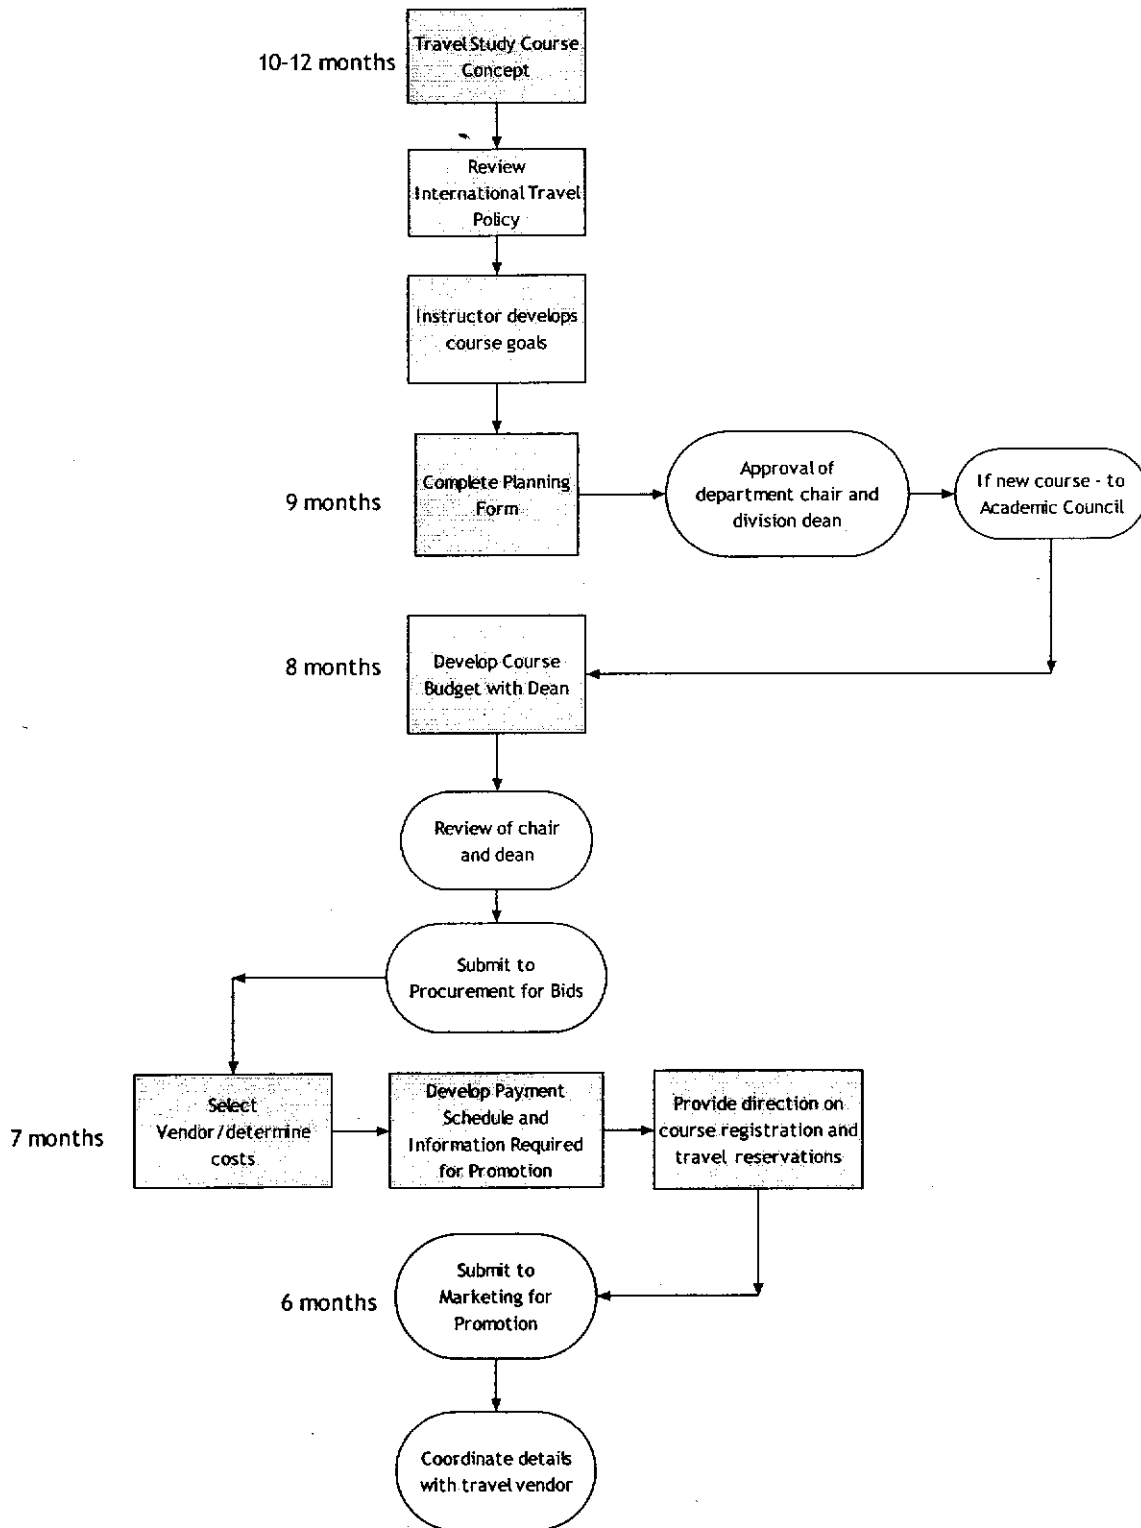 10-12 months
Travel Study Course
Concept
Review
International Travel
Policy
Instructor develops
course goals
9 months
Complete Planning
Form
Approval of
department chair and
division dean
If new course - to
Academic Council
8 months
Develop Course
Budget with Dean
Review of chair
and dean
Submit to
Procurement for Bids
7 months
Select
Vendor/determine
costs
Develop Payment
Schedule and
Information Required
for Promotion
Provide direction on
course registration and
travel reservations
6 months
Submit to
Marketing for
Promotion
Coordinate details
with travel vendor